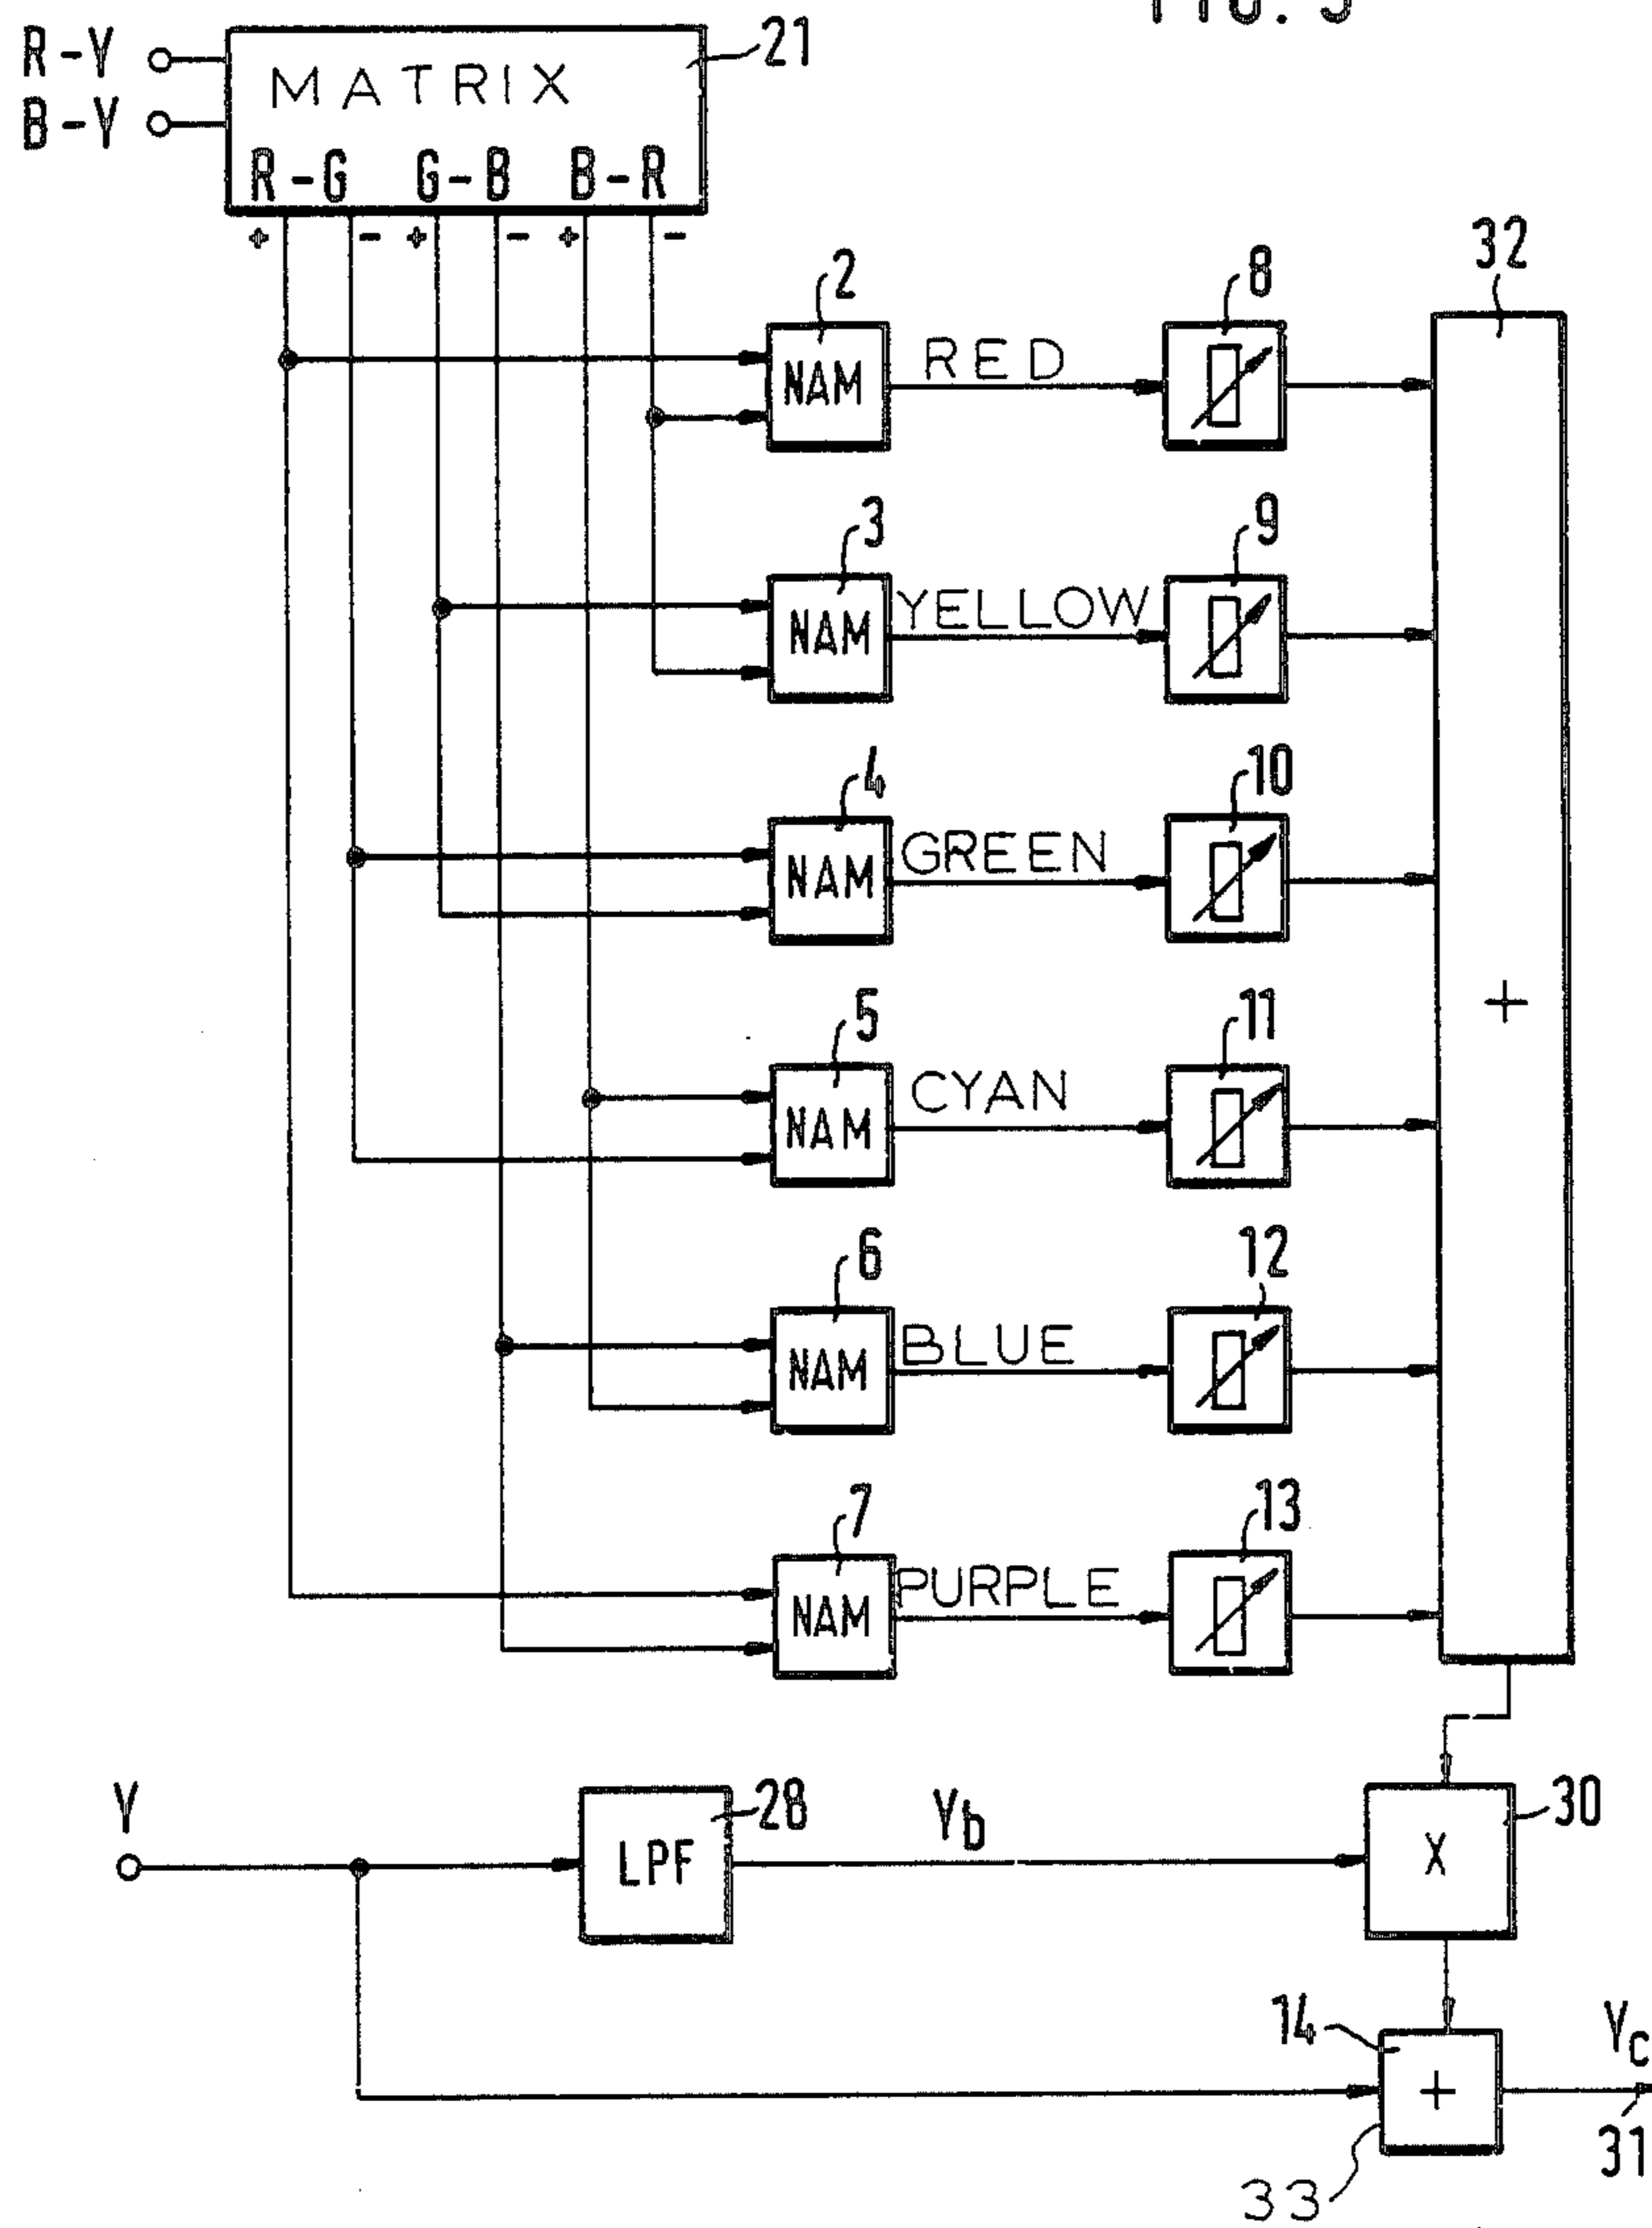 R-Y
B-Y
MATRIX
21
R-G G-B B-R
+ - + - + -
2
NAM
RED
8
32
3
NAM
YELLOW
9
4
NAM
GREEN
10
+
5
NAM
CYAN
11
6
NAM
BLUE
12
7
NAM
PURPLE
13
Y
LPF
28
Yb
X
30
14
+
Yc
31
33